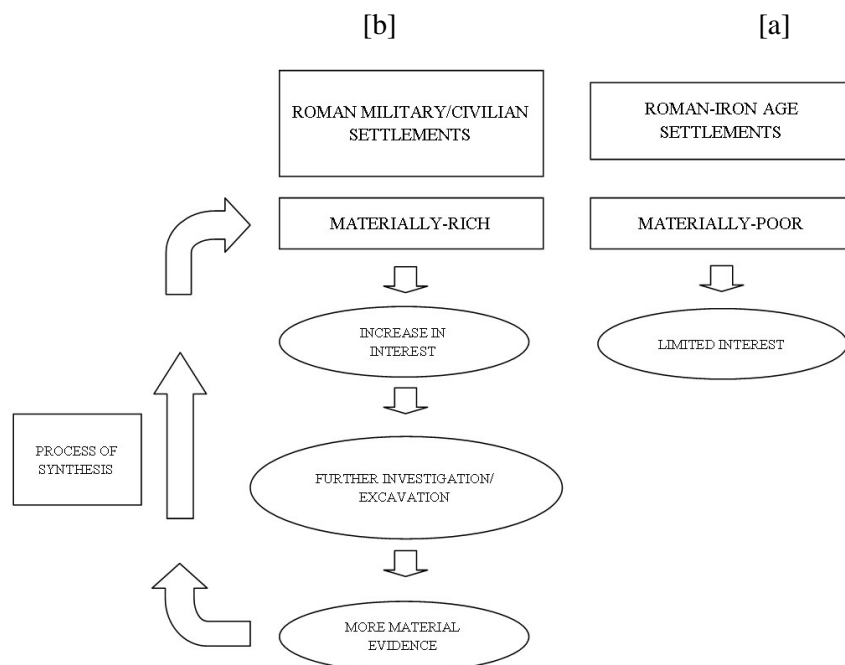 [b]
[a]
ROMAN MILITARY/CIVILIAN
SETTLEMENTS
ROMAN-IRON AGE
SETTLEMENTS
MATERIALLY-RICH
MATERIALLY-POOR
INCREASE IN
INTEREST
LIMITED INTEREST
PROCESS OF
SYNTHESIS
FURTHER INVESTIGATION/
EXCAVATION
MORE MATERIAL
EVIDENCE